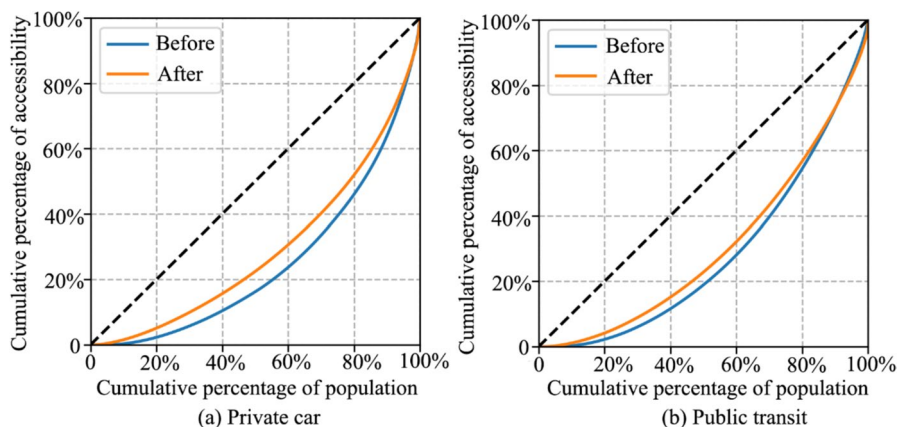 100%
80%
60%
40%
20%
0
Cumulative percentage of accessibility
Before
After
0 20% 40% 60% 80% 100%
Cumulative percentage of population
(a) Private car
100%
80%
60%
40%
20%
0
Cumulative percentage of accessibility
Before
After
0 20% 40% 60% 80% 100%
Cumulative percentage of population
(b) Public transit